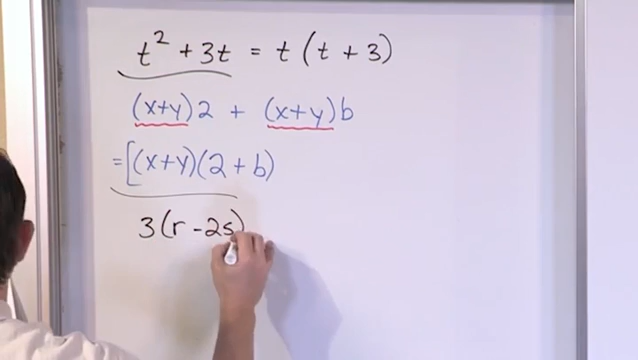 t² + 3t = t(t + 3)
(x+y)2 + (x+y)b
=[(x+y)(2 + b)
3(r - 2s)